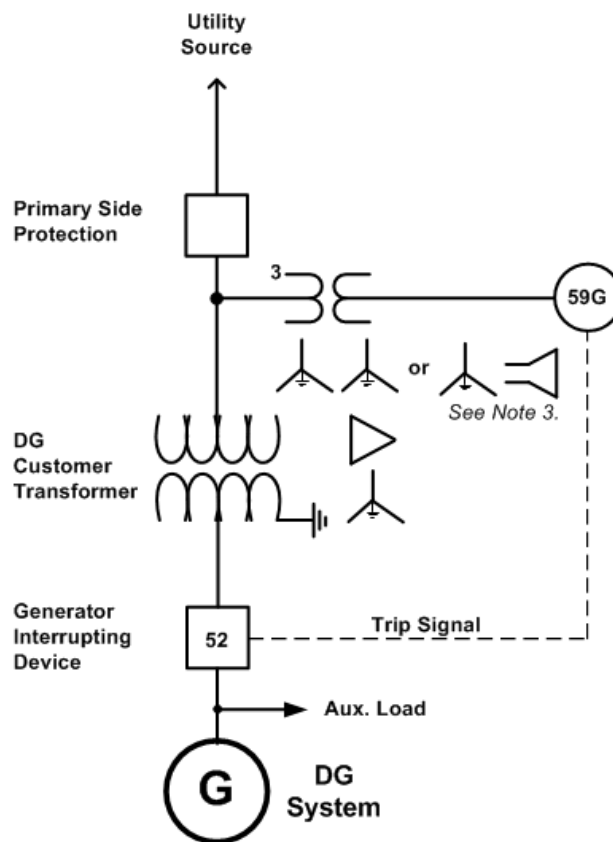 Utility
Source
Primary Side
Protection
3
59G
or
See Note 3.
DG
Customer
Transformer
Generator
Interrupting
Device
52
Trip Signal
Aux. Load
G
DG
System